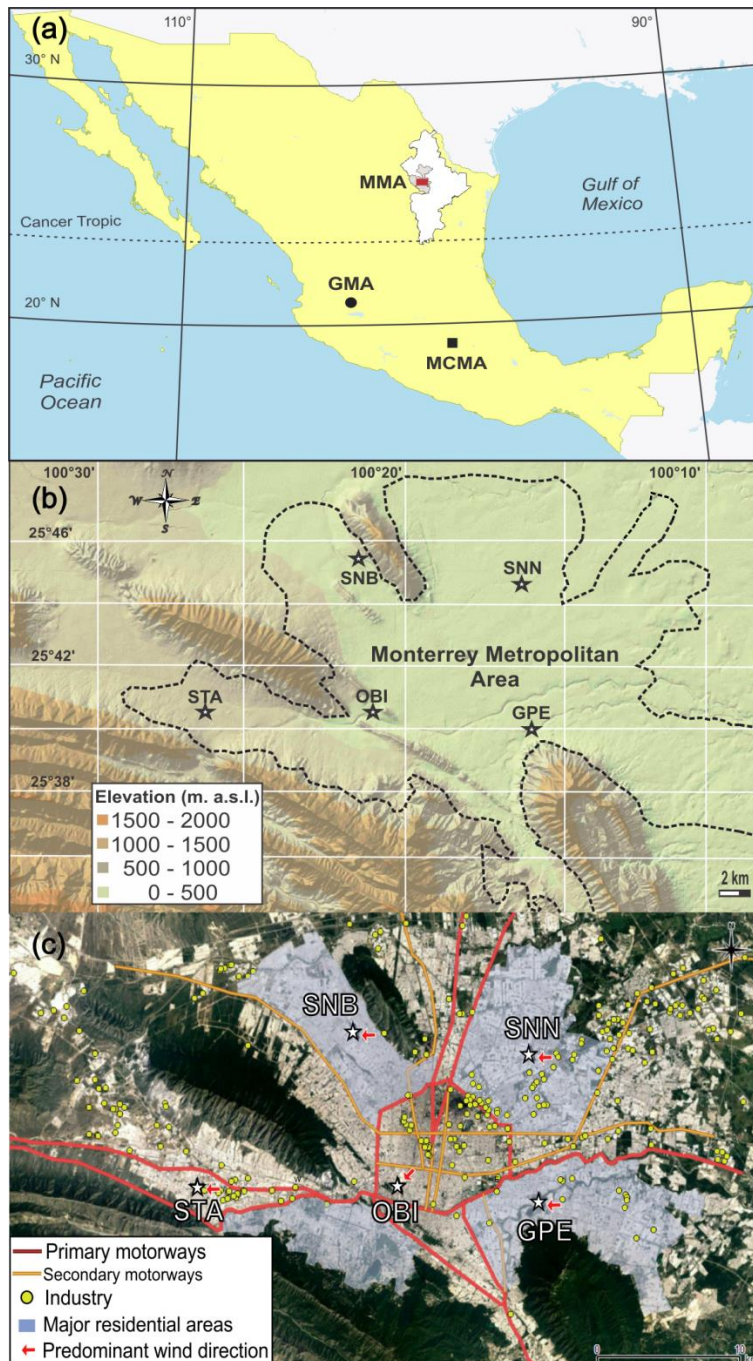 (a)
110°
90°
30° N
MMA
Gulf of
Mexico
Cancer Tropic
GMA
20° N
MCMA
Pacific
Ocean
(b)
100°30'
100°20'
100°10'
N
W
E
S
25°46'
SNB
SNN
25°42'
Monterrey Metropolitan
Area
STA
OBI
GPE
25°38'
Elevation (m. a.s.l.)
1500 - 2000
1000 - 1500
500 - 1000
0 - 500
2 km
(c)
SNB
SNN
STA
OBI
GPE
Primary motorways
Secondary motorways
Industry
Major residential areas
Predominant wind direction
0